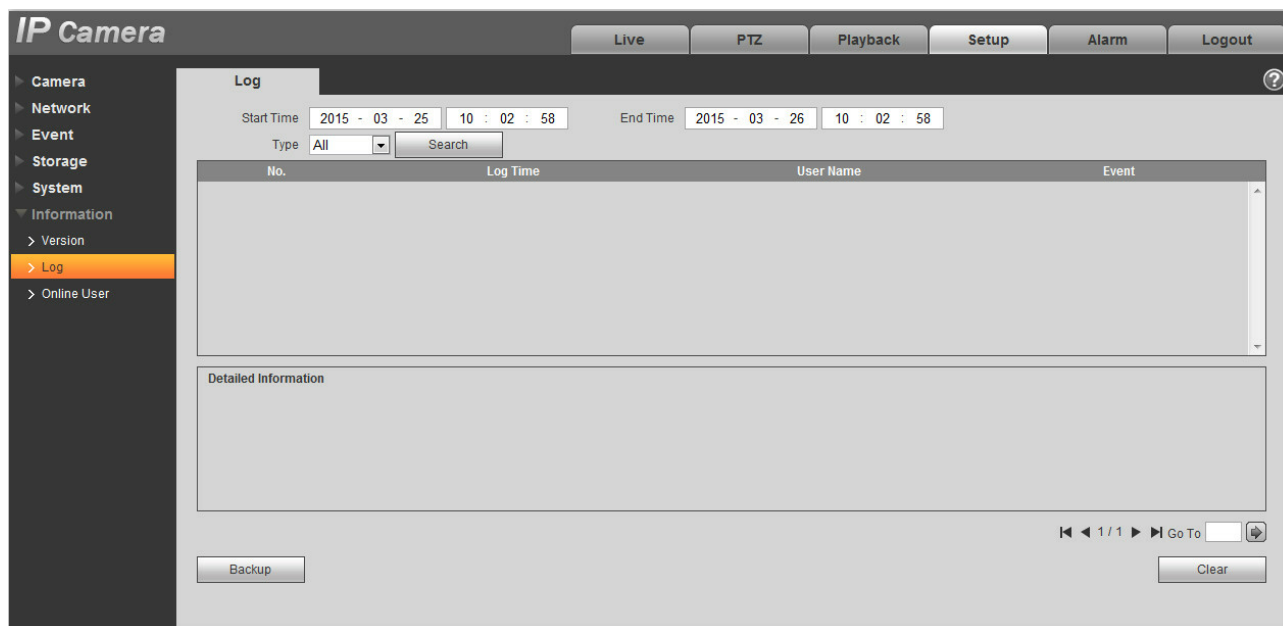 IP Camera
Live PTZ Playback Setup Alarm Logout
Camera
Network
Event
Storage
System
Information
Version
Log
Online User
Log
?
Start Time 2015 - 03 - 25 10 : 02 : 58 End Time 2015 - 03 - 26 10 : 02 : 58
Type All Search
No. Log Time User Name Event
Detailed Information
1 / 1 Go To
Backup Clear